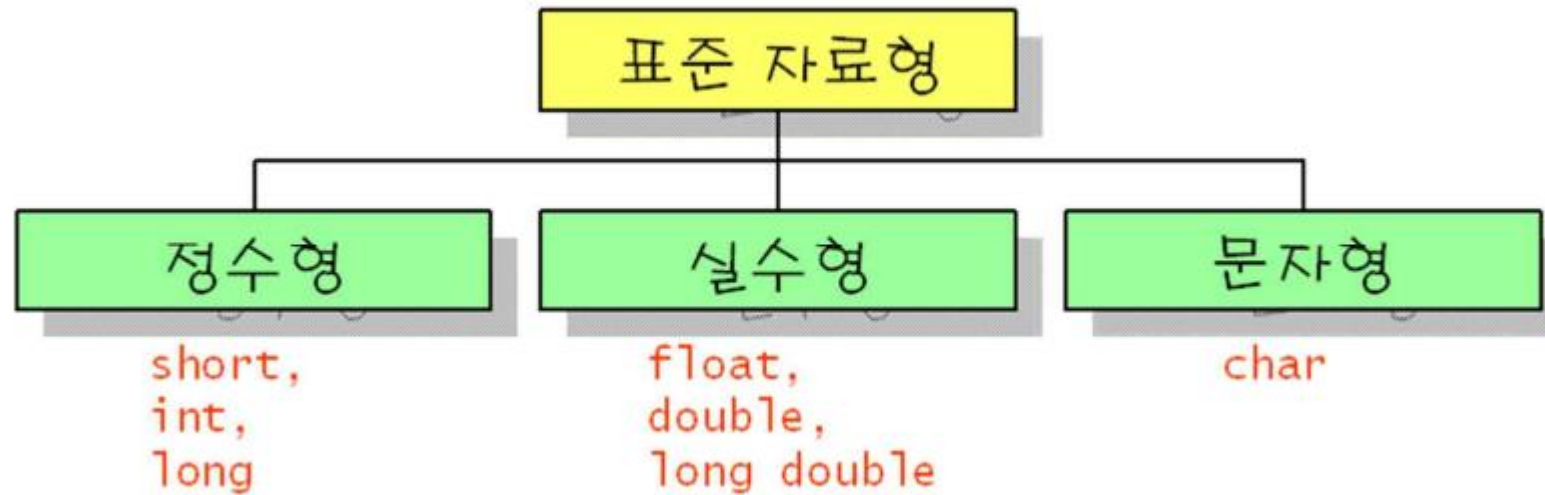 표준 자료형
정수형
short,
int,
long
실수형
float,
double,
long double
문자형
char